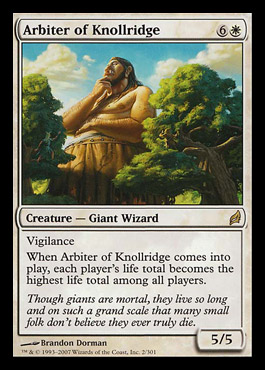 Arbiter of Knollridge 6
Creature — Giant Wizard
Vigilance
When Arbiter of Knollridge comes into
play, each player's life total becomes the
highest life total among all players.
Though giants are mortal, they live so long
and on such a grand scale that many small
folk don't believe they ever truly die.
5/5
Brandon Dorman
™ & © 1993-2007 Wizards of the Coast, Inc. 2/301